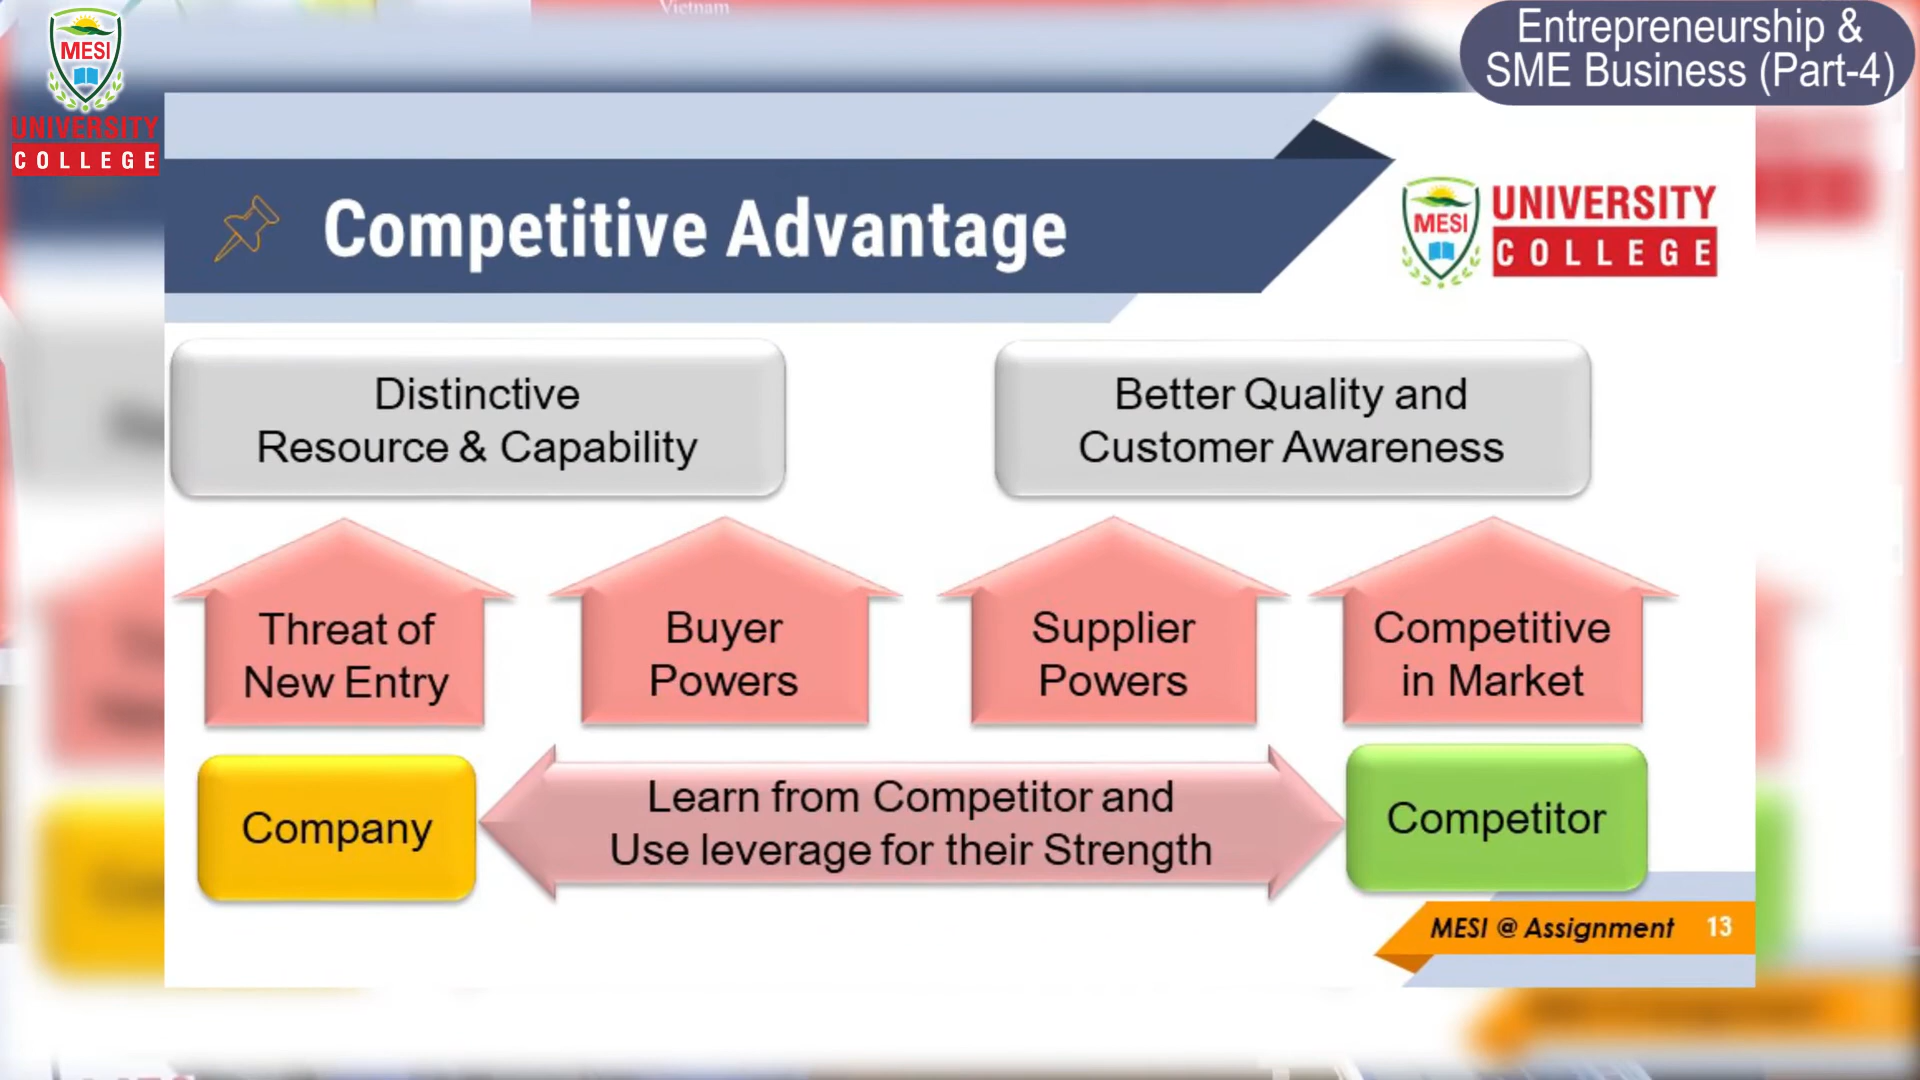 Vietnam
MESI
UNIVERSITY
COLLEGE
Entrepreneurship &
SME Business (Part-4)
Competitive Advantage
MESI
UNIVERSITY
COLLEGE
Distinctive
Resource & Capability
Better Quality and
Customer Awareness
Threat of
New Entry
Buyer
Powers
Supplier
Powers
Competitive
in Market
Company
Learn from Competitor and
Use leverage for their Strength
Competitor
MESI @ Assignment 13